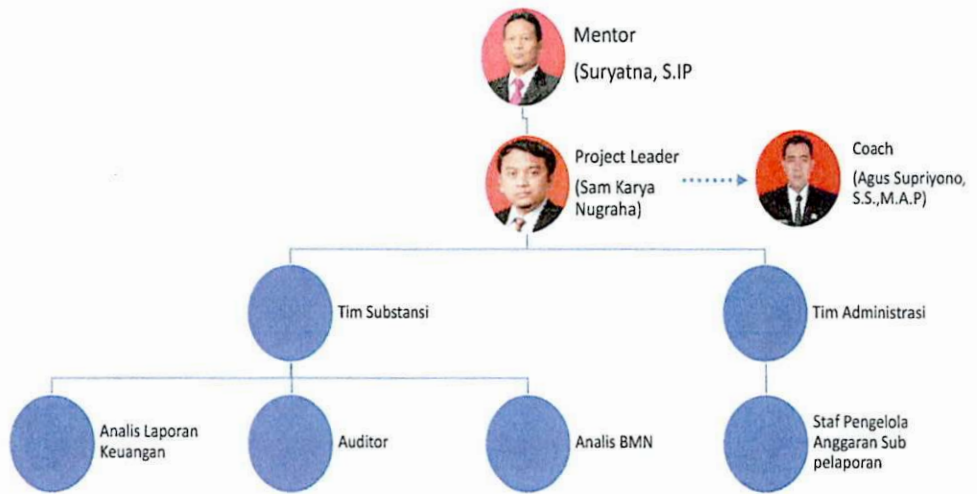 Mentor
(Suryatna, S.IP
Project Leader
(Sam Karya
Nugraha)
Coach
(Agus Supriyono,
S.S.,M.A.P)
Tim Substansi
Tim Administrasi
Analis Laporan
Keuangan
Auditor
Analis BMN
Staf Pengelola
Anggaran Sub
pelaporan